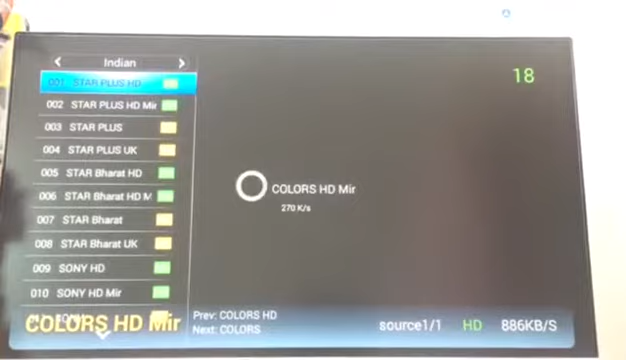 Indian
18
001 STAR PLUS HD
002 STAR PLUS HD Mir
003 STAR PLUS
004 STAR PLUS UK
005 STAR Bharat HD
006 STAR Bharat HD M
007 STAR Bharat
008 STAR Bharat UK
009 SONY HD
010 SONY HD Mir
COLORS HD Mir
270 K/s
COLORS HD Mir
Prev: COLORS HD
Next: COLORS
source1/1 HD 886KB/S